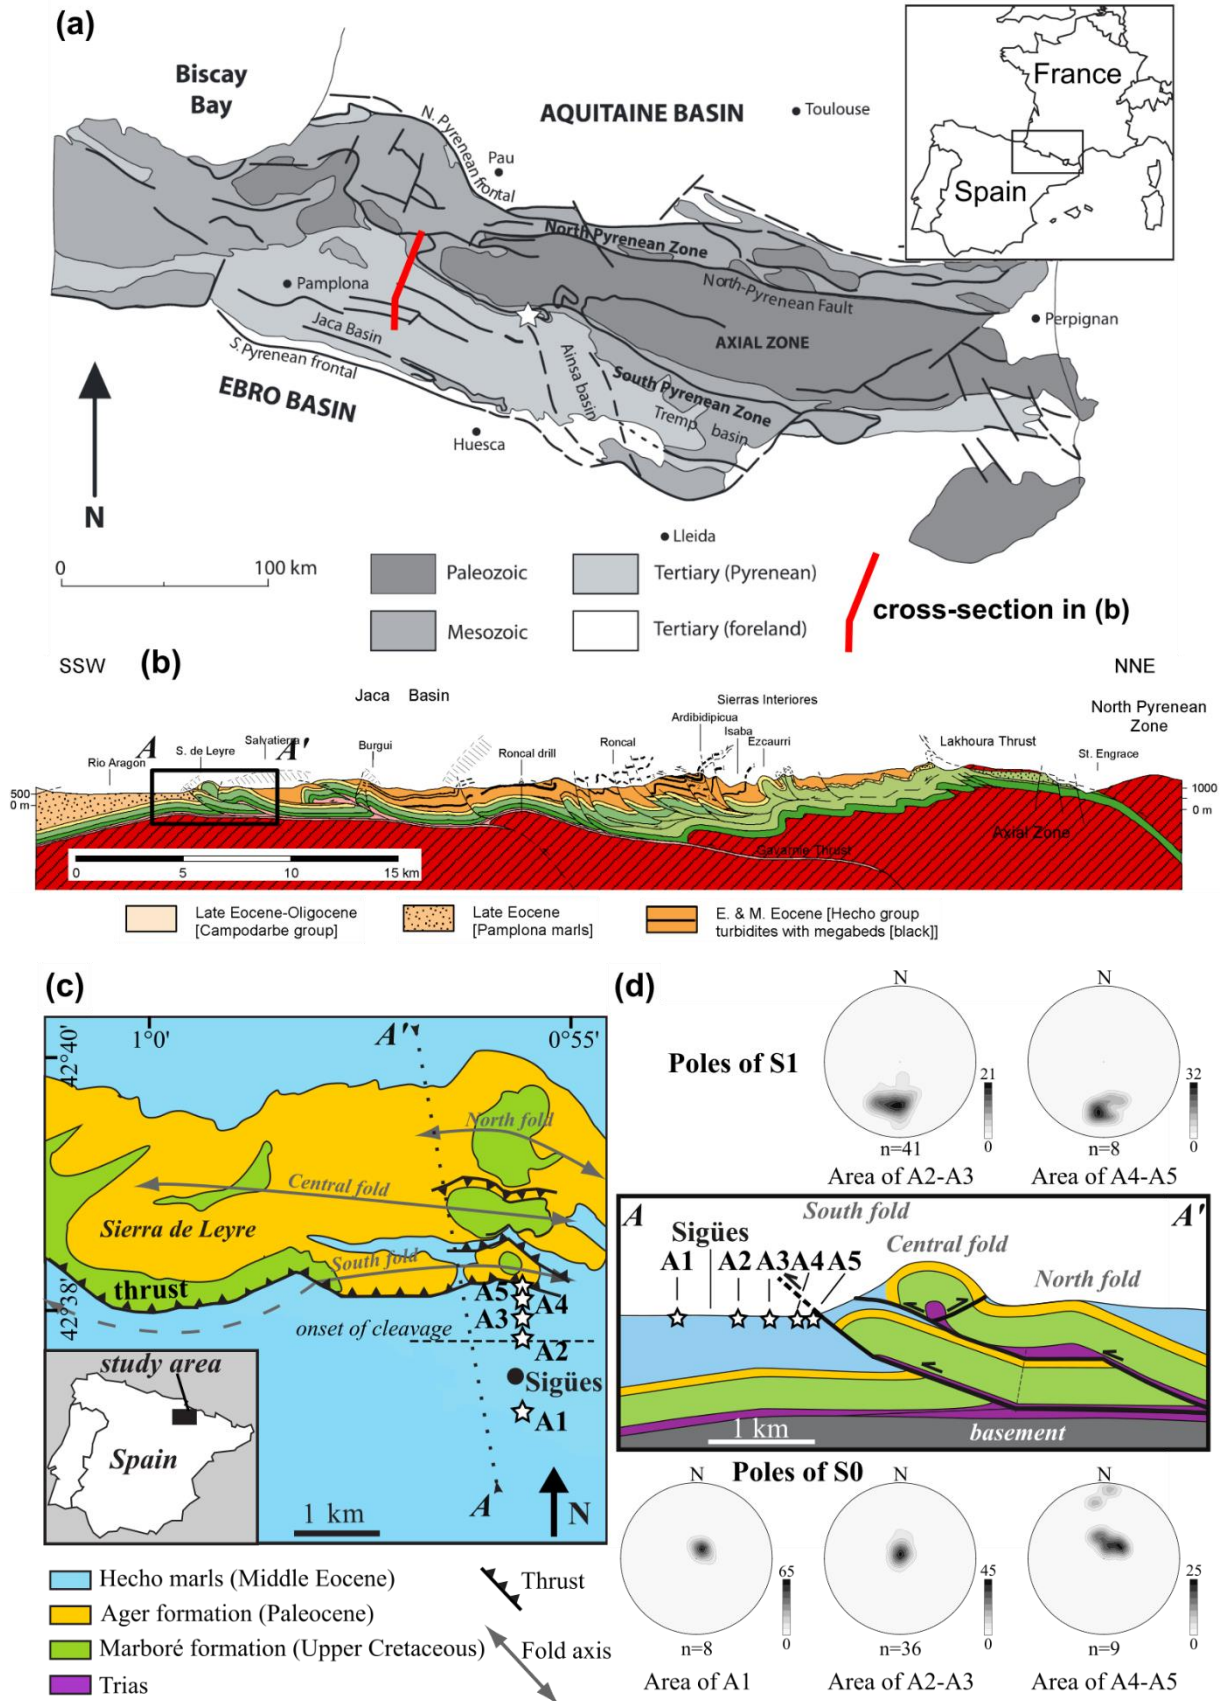 (a)
Biscay
Bay
N. Pyrenean frontal
Pau
AQUITAINE BASIN
Toulouse
France
Spain
North Pyrenean Zone
North-Pyrenean Fault
Pamplona
Jaca Basin
S. Pyrenean frontal
EBRO BASIN
Ainsa basin
AXIAL ZONE
South Pyrenean Zone
Tremp basin
Perpignan
Huesca
Lleida
N
0 100 km
Paleozoic
Tertiary (Pyrenean)
Mesozoic
Tertiary (foreland)
cross-section in (b)
SSW
(b)
NNE
Jaca Basin
Sierras Interiores
North Pyrenean
Zone
A
A'
Rio Aragon
S. de Leyre
Salvatierra
Burgui
Roncal drill
Roncal
Ardibidipicua
Isaba
Ezcaurri
Lakhoura Thrust
St. Engrace
500
0 m
1000
0 m
Axial Zone
Gavarnie Thrust
0 5 10 15 km
Late Eocene-Oligocene
[Campodarbe group]
Late Eocene
[Pamplona marls]
E. & M. Eocene [Hecho group
turbidites with megabeds [black]]
(c)
1°0'
0°55'
42°40'
42°38'
A'
North fold
Central fold
Sierra de Leyre
South fold
thrust
A5
A4
A3
onset of cleavage
A2
Sigües
A1
study area
Spain
A
N
1 km
Hecho marls (Middle Eocene)
Ager formation (Paleocene)
Marboré formation (Upper Cretaceous)
Trias
Thrust
Fold axis
(d)
N
N
Poles of S1
21
0
32
0
n=41
n=8
Area of A2-A3
Area of A4-A5
A
A'
South fold
Sigües
Central fold
A1 A2 A3 A4 A5
North fold
1 km
basement
Poles of S0
N
N
N
65
0
45
0
25
0
n=8
n=36
n=9
Area of A1
Area of A2-A3
Area of A4-A5